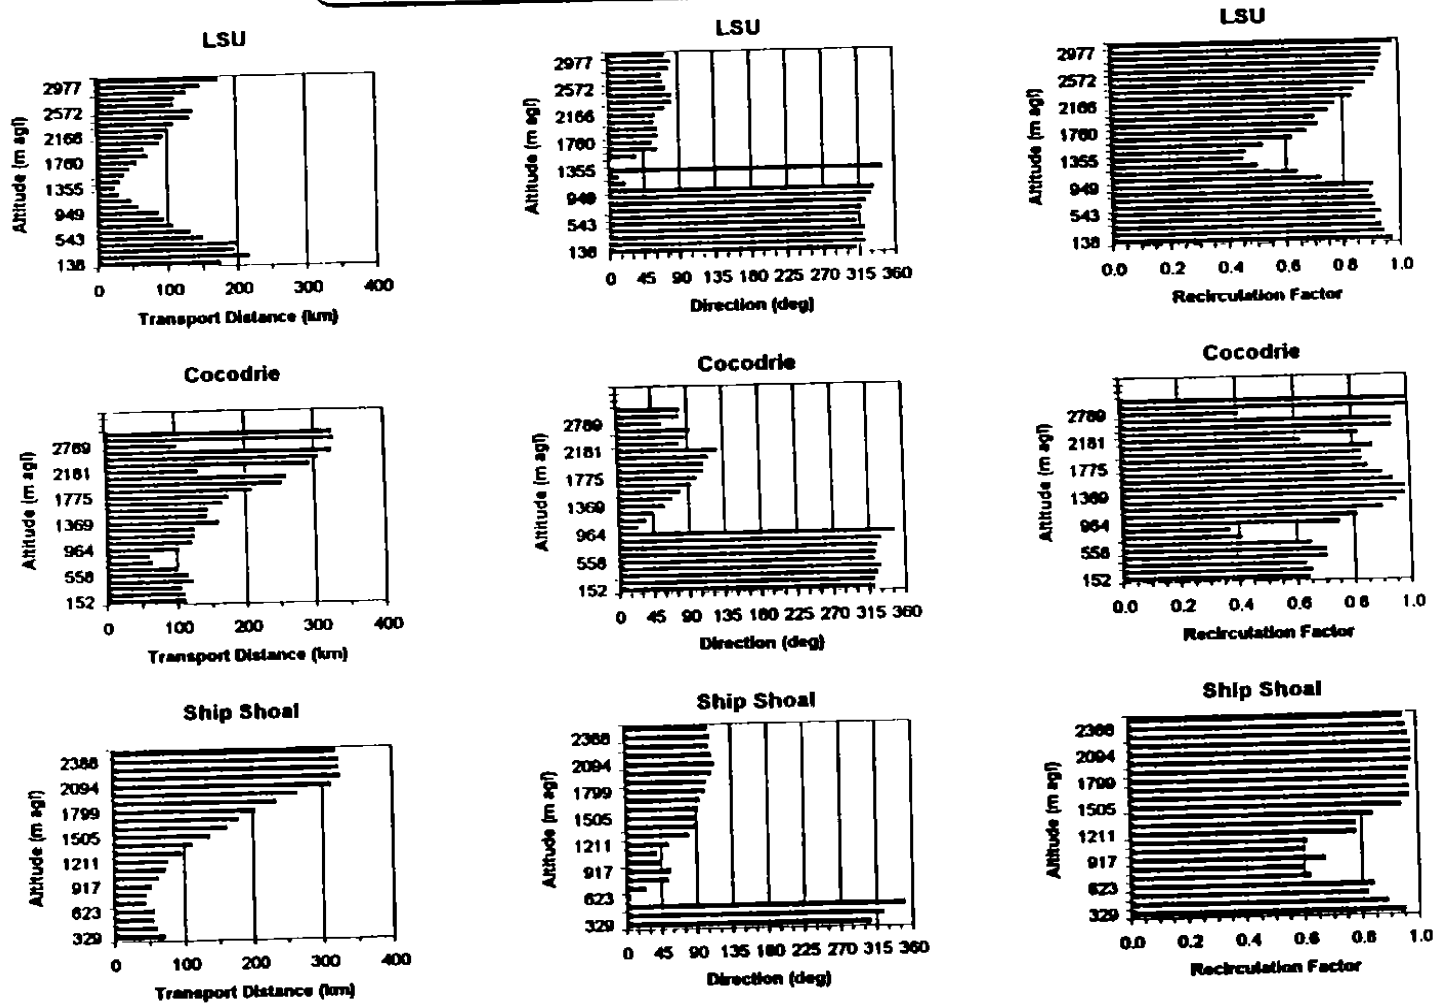 LSU
Altitude (m agl)
2977
2572
2166
1760
1355
949
543
138
0 100 200 300 400
Transport Distance (km)
LSU
Altitude (m agl)
2977
2572
2166
1760
1355
949
543
138
0 45 90 135 180 225 270 315 360
Direction (deg)
LSU
Altitude (m agl)
2977
2572
2166
1760
1355
949
543
138
0.0 0.2 0.4 0.6 0.8 1.0
Recirculation Factor
Cocodrie
Altitude (m agl)
2789
2181
1775
1369
964
558
152
0 100 200 300 400
Transport Distance (km)
Cocodrie
Altitude (m agl)
2789
2181
1775
1369
964
558
152
0 45 90 135 180 225 270 315 360
Direction (deg)
Cocodrie
Altitude (m agl)
2789
2181
1775
1369
964
558
152
0.0 0.2 0.4 0.6 0.8 1.0
Recirculation Factor
Ship Shoal
Altitude (m agl)
2388
2094
1799
1505
1211
917
623
329
0 100 200 300 400
Transport Distance (km)
Ship Shoal
Altitude (m agl)
2388
2094
1799
1505
1211
917
623
329
0 45 90 135 180 225 270 315 360
Direction (deg)
Ship Shoal
Altitude (m agl)
2388
2094
1799
1505
1211
917
623
329
0.0 0.2 0.4 0.6 0.8 1.0
Recirculation Factor